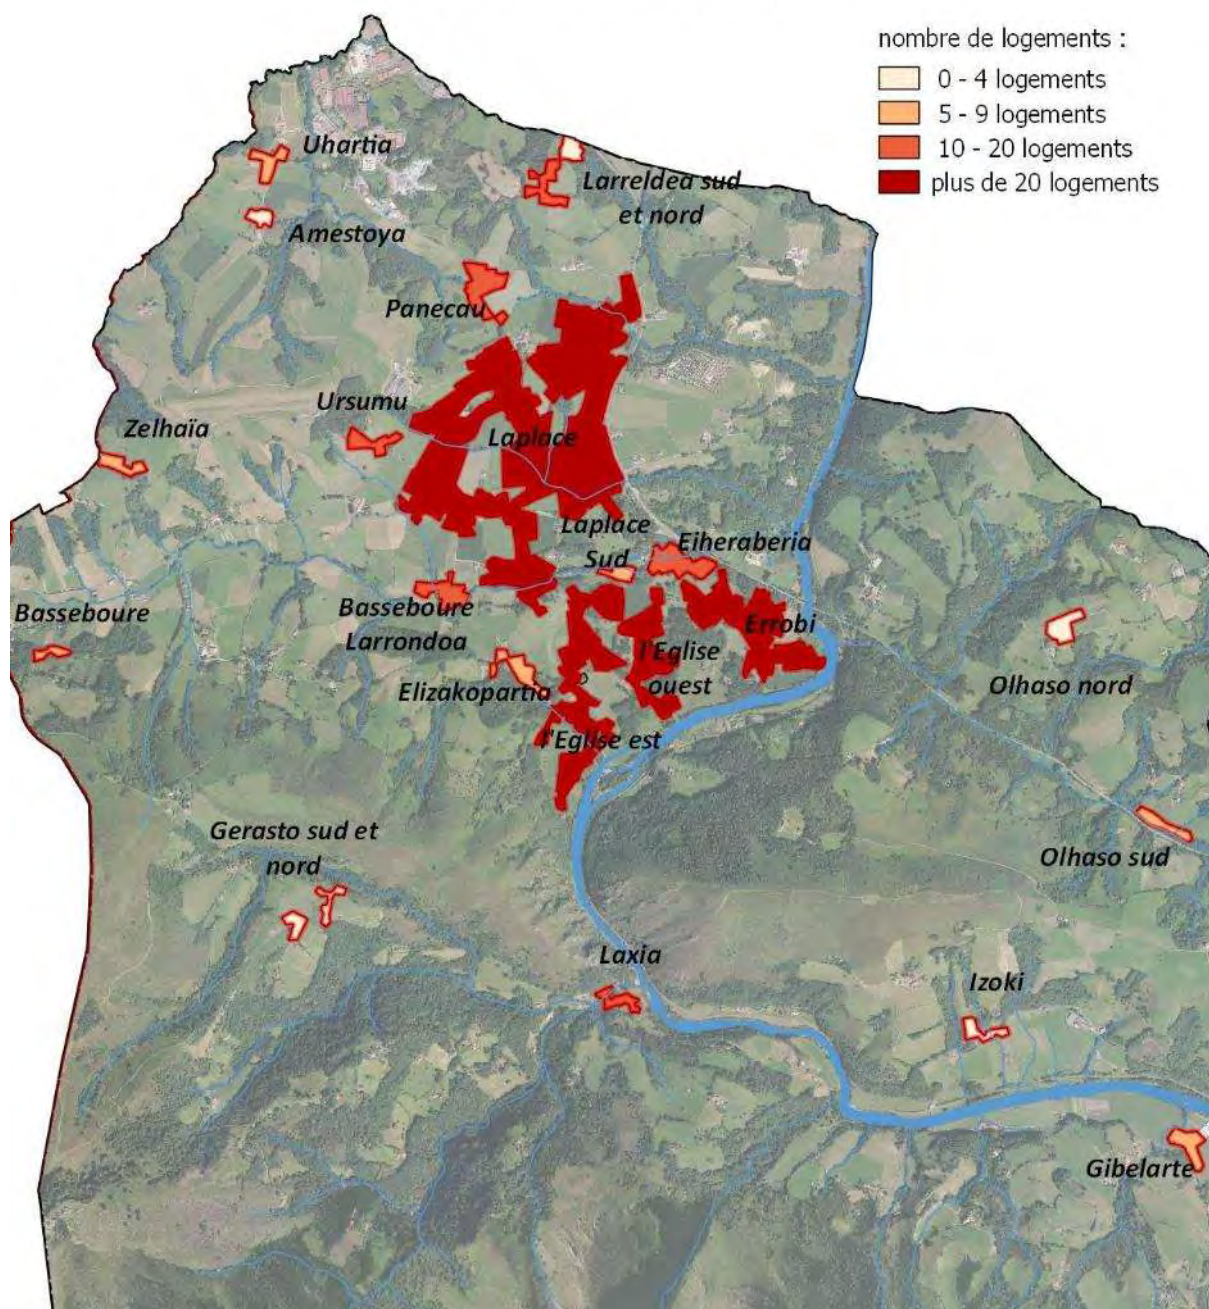 nombre de logements :
0 - 4 logements
5 - 9 logements
10 - 20 logements
plus de 20 logements
Uhartia
Larreldea sud
et nord
Amestoya
Panecau
Ursumu
Zelhaïa
Laplace
Laplace
Sud
Eiheraberia
Basseboure
Basseboure
Larrondoa
Errobi
l'Eglise
ouest
Elizakopartia
Olhaso nord
l'Eglise est
Gerasto sud et
nord
Olhaso sud
Laxia
Izoki
Gibelarte